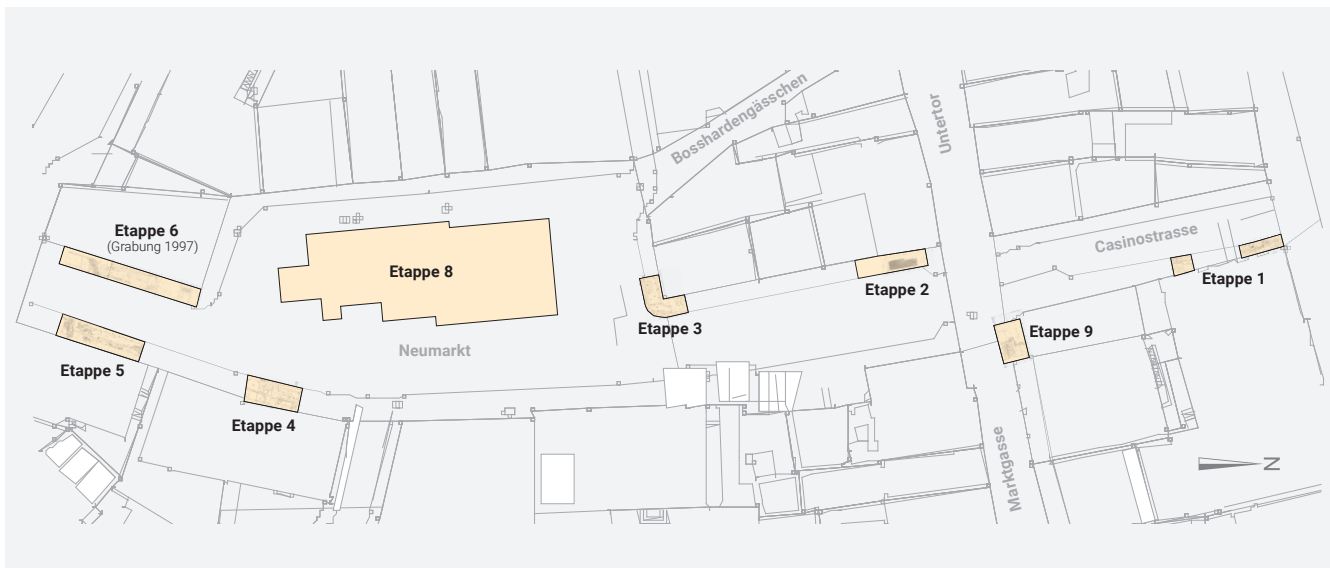 Bosshardengässchen
Untertor
Etappe 6
(Grabung 1997)
Casinostrasse
Etappe 8
Etappe 1
Etappe 2
Etappe 3
Etappe 9
Neumarkt
Etappe 5
Etappe 4
Marktgasse
N